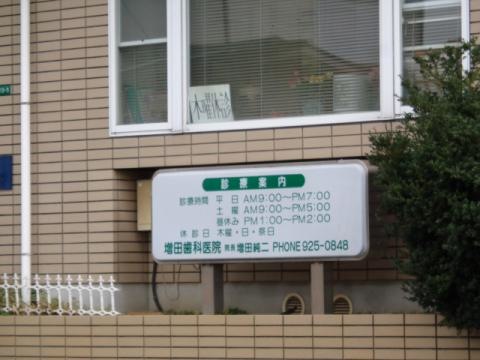 木曜休診
診療案内
診療時間 平日 AM9:00～PM7:00
土曜 AM9:00～PM5:00
昼休み PM1:00～PM2:00
休診日 木曜・日・祭日
増田歯科医院 院長 増田純二 PHONE 925-0848